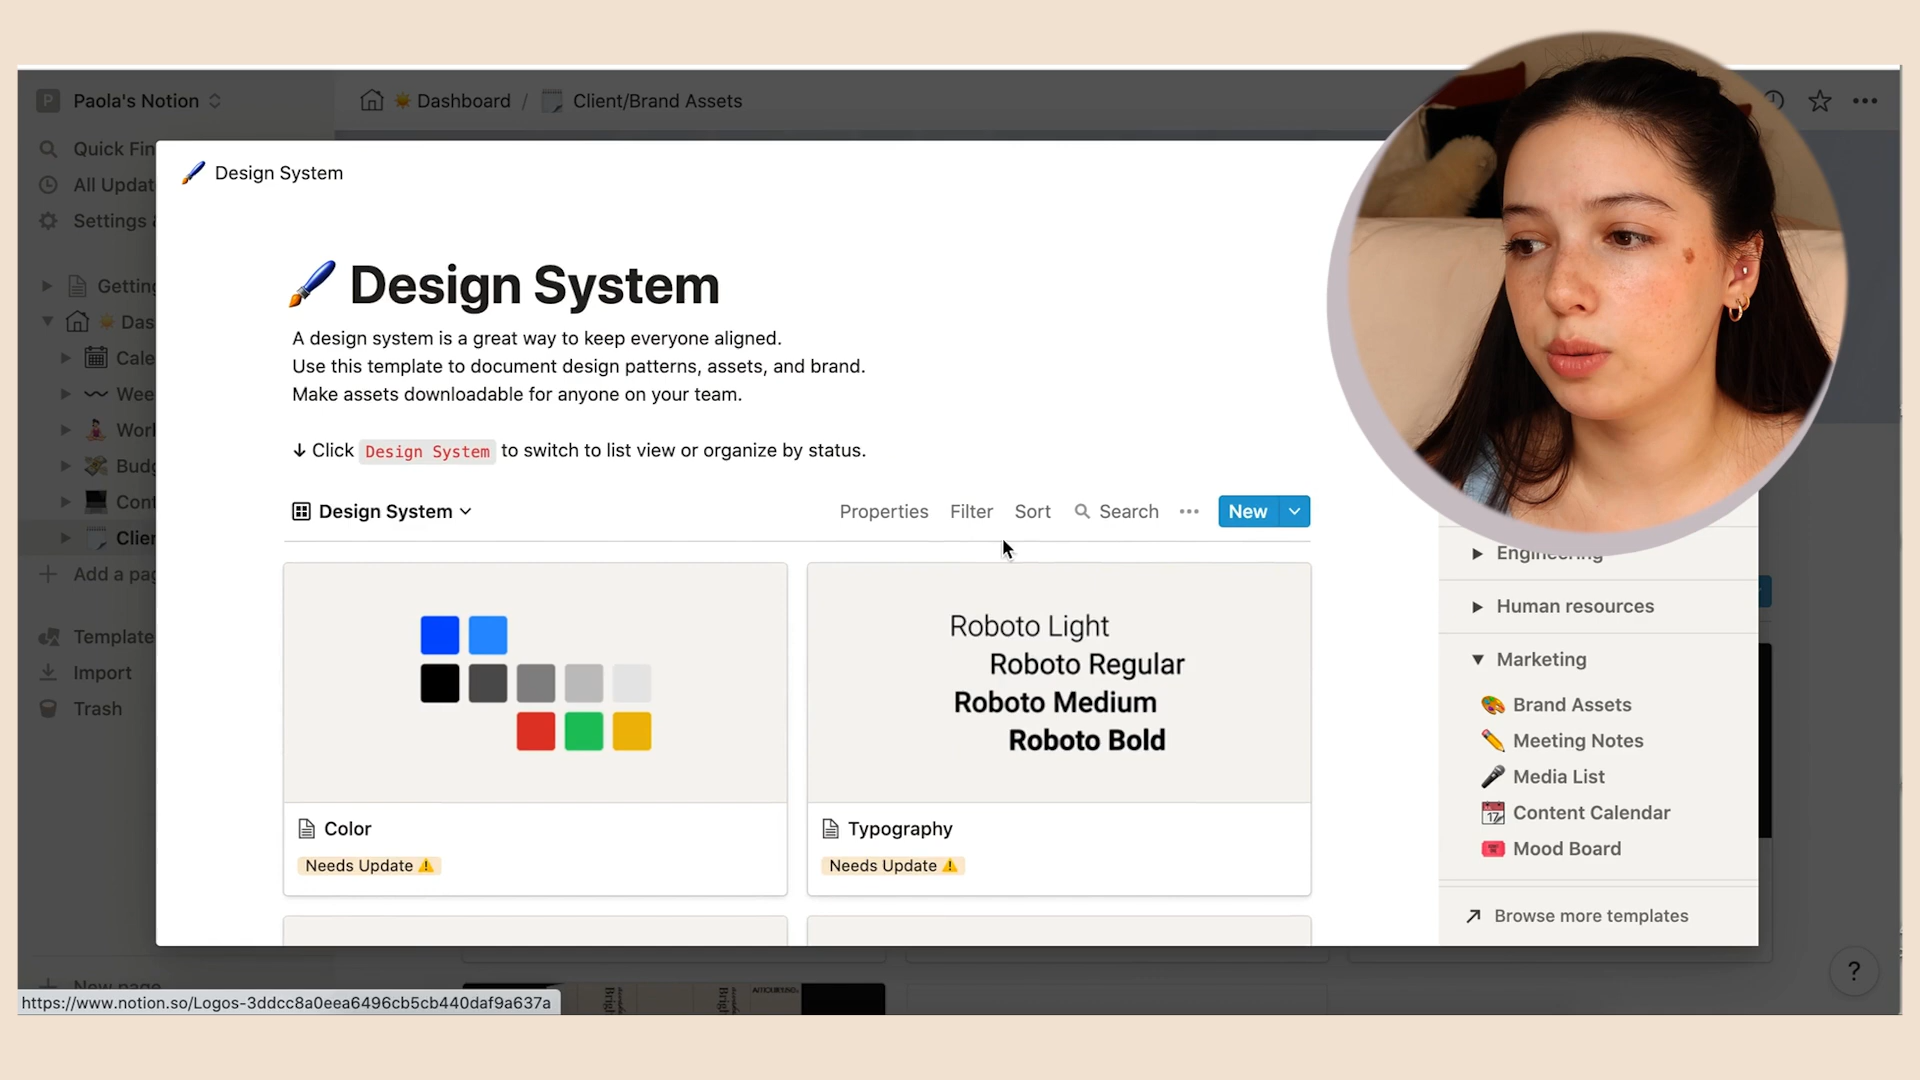 P Paola's Notion
Dashboard / Client/Brand Assets
Quick Fin
All Updat
Settings &
Getting
Das
Cale
Wee
Worl
Budg
Cont
Clier
Add a pag
Template
Import
Trash
New page
Design System
Design System
A design system is a great way to keep everyone aligned.
Use this template to document design patterns, assets, and brand.
Make assets downloadable for anyone on your team.
↓ Click Design System to switch to list view or organize by status.
Design System
Properties Filter Sort Search ••• New
Roboto Light
Roboto Regular
Roboto Medium
Roboto Bold
Color
Needs Update
Typography
Needs Update
Engineering
Human resources
Marketing
Brand Assets
Meeting Notes
Media List
17 Content Calendar
Mood Board
Browse more templates
?
https://www.notion.so/Logos-3ddcc8a0eea6496cb5cb440daf9a637a